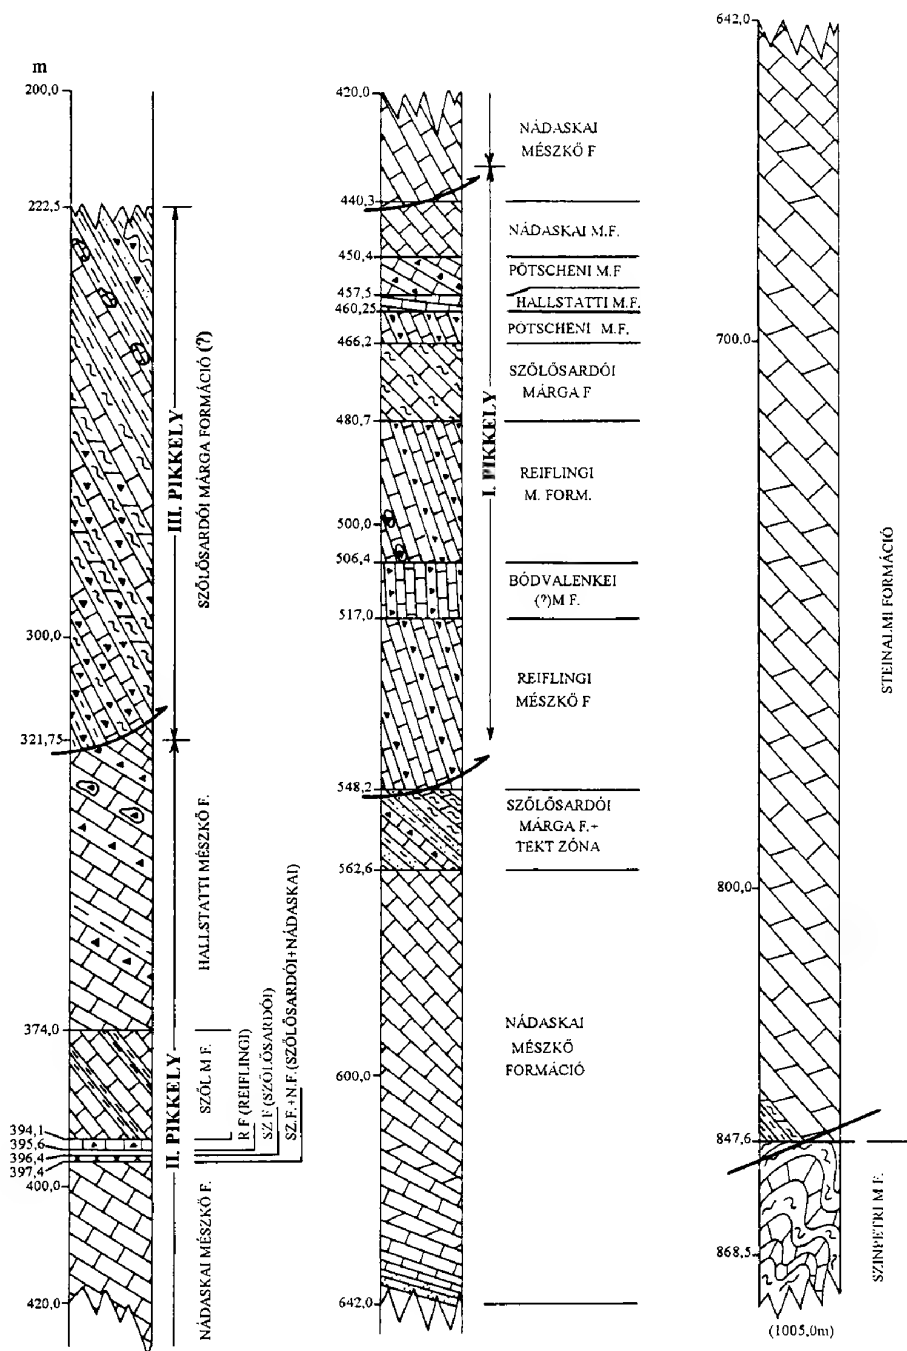 m
200,0
222,5
300,0
321,75
374,0
394,1
395,6
396,4
397,4
400,0
420,0
III. PIKKELY
SZŐLŐSARDÓI MÁRGA FORMÁCIÓ (?)
II. PIKKELY
HALLSTATTI MÉSZKŐ F.
SZŐL M F.
R F (REIFLINGI)
SZ F (SZŐLŐSARDÓI)
SZ.F.+N.F. (SZŐLŐSARDÓI+NÁDASKAI)
NÁDASKAI MÉSZKŐ F.
420,0
440,3
450,4
457,5
460,25
466,2
480,7
500,0
506,4
517,0
548,2
562,6
600,0
642,0
I. PIKKELY
NÁDASKAI
MÉSZKŐ F
NÁDASKAI M.F.
PÖTSCHENI M.F
HALLSTATTI M.F.
PÖTSCHENI M.F.
SZŐLŐSARDÓI
MÁRGA F
REIFLINGI
M. FORM.
BÓDVALENKEI
(?)M F.
REIFLINGI
MÉSZKŐ F
SZŐLŐSARDÓI
MÁRGA F.+
TEKT ZÓNA
NÁDASKAI
MÉSZKŐ
FORMÁCIÓ
642,0
700,0
800,0
847,6
868,5
(1005,0m)
STEINALMI FORMÁCIÓ
SZINPETRI M F.